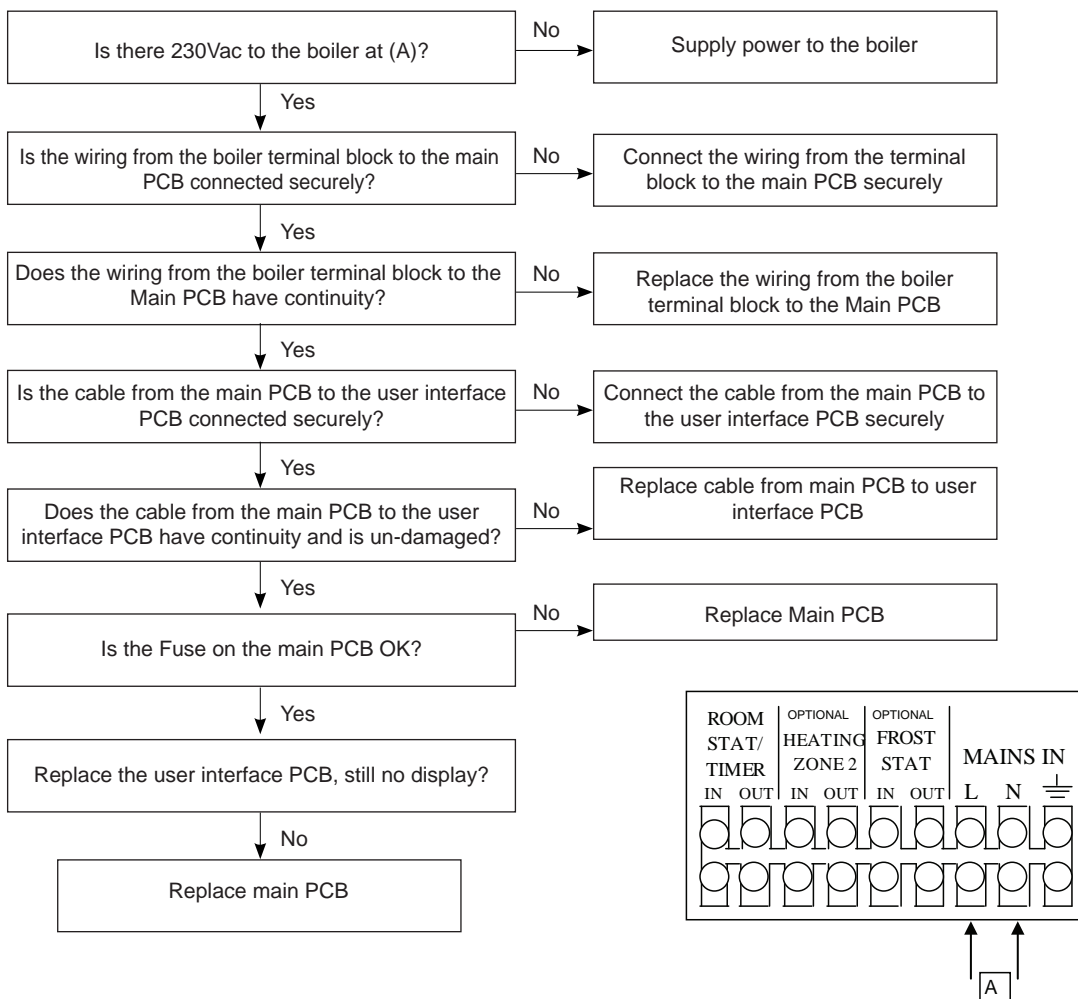 Is there 230Vac to the boiler at (A)?
No
Supply power to the boiler
Yes
Is the wiring from the boiler terminal block to the main
PCB connected securely?
No
Connect the wiring from the terminal
block to the main PCB securely
Yes
Does the wiring from the boiler terminal block to the
Main PCB have continuity?
No
Replace the wiring from the boiler
terminal block to the Main PCB
Yes
Is the cable from the main PCB to the user interface
PCB connected securely?
No
Connect the cable from the main PCB to
the user interface PCB securely
Yes
Does the cable from the main PCB to the user
interface PCB have continuity and is un-damaged?
No
Replace cable from main PCB to user
interface PCB
Yes
Is the Fuse on the main PCB OK?
No
Replace Main PCB
Yes
Replace the user interface PCB, still no display?
No
Replace main PCB
ROOM
STAT/
TIMER
IN OUT
OPTIONAL
HEATING
ZONE 2
IN OUT
OPTIONAL
FROST
STAT
IN OUT
MAINS IN
L N
A